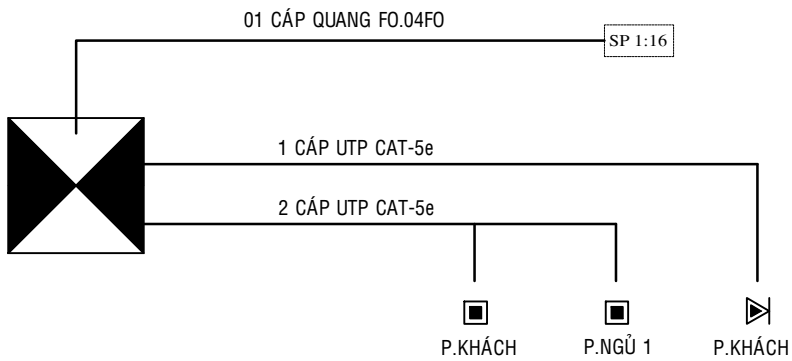 01 CÁP QUANG FO.04FO
SP 1:16
1 CÁP UTP CAT-5e
2 CÁP UTP CAT-5e
P.KHÁCH
P.NGỦ 1
P.KHÁCH